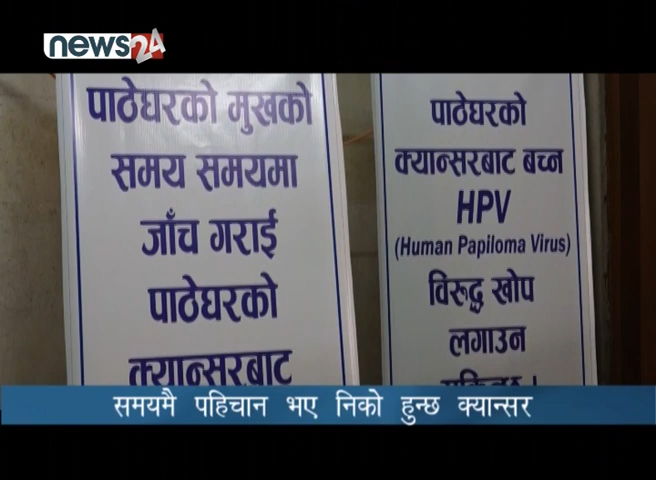 news24
पाठेघरको मुखको
समय समयमा
जाँच गराई
पाठेघरको
क्यान्सरबाट
पाठेघरको
क्यान्सरबाट बच्न
HPV
(Human Papiloma Virus)
विरुद्ध खोप
लगाउन
समयमै पहिचान भए निको हुन्छ क्यान्सर